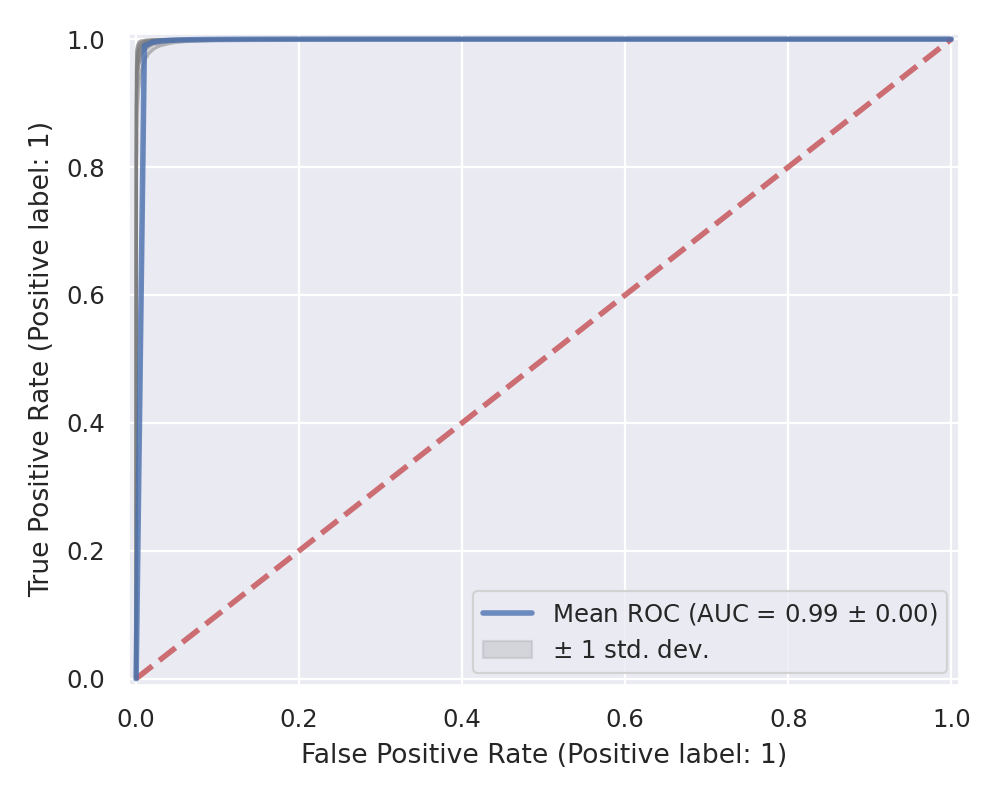 1.0
0.8
0.6
0.4
0.2
0.0
True Positive Rate (Positive label: 1)
Mean ROC (AUC = 0.99 ± 0.00)
± 1 std. dev.
0.0 0.2 0.4 0.6 0.8 1.0
False Positive Rate (Positive label: 1)